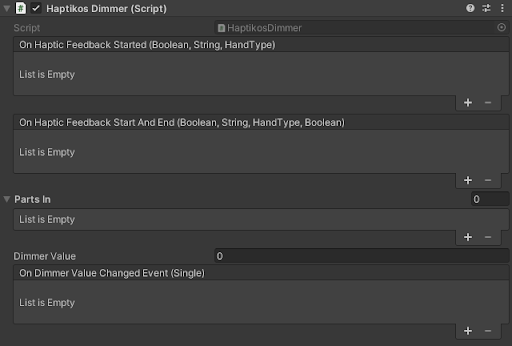 Haptikos Dimmer (Script)
Script HaptikosDimmer
On Haptic Feedback Started (Boolean, String, HandType)
List is Empty
+ −
On Haptic Feedback Start And End (Boolean, String, HandType, Boolean)
List is Empty
+ −
Parts In 0
List is Empty
+ −
Dimmer Value 0
On Dimmer Value Changed Event (Single)
List is Empty
+ −